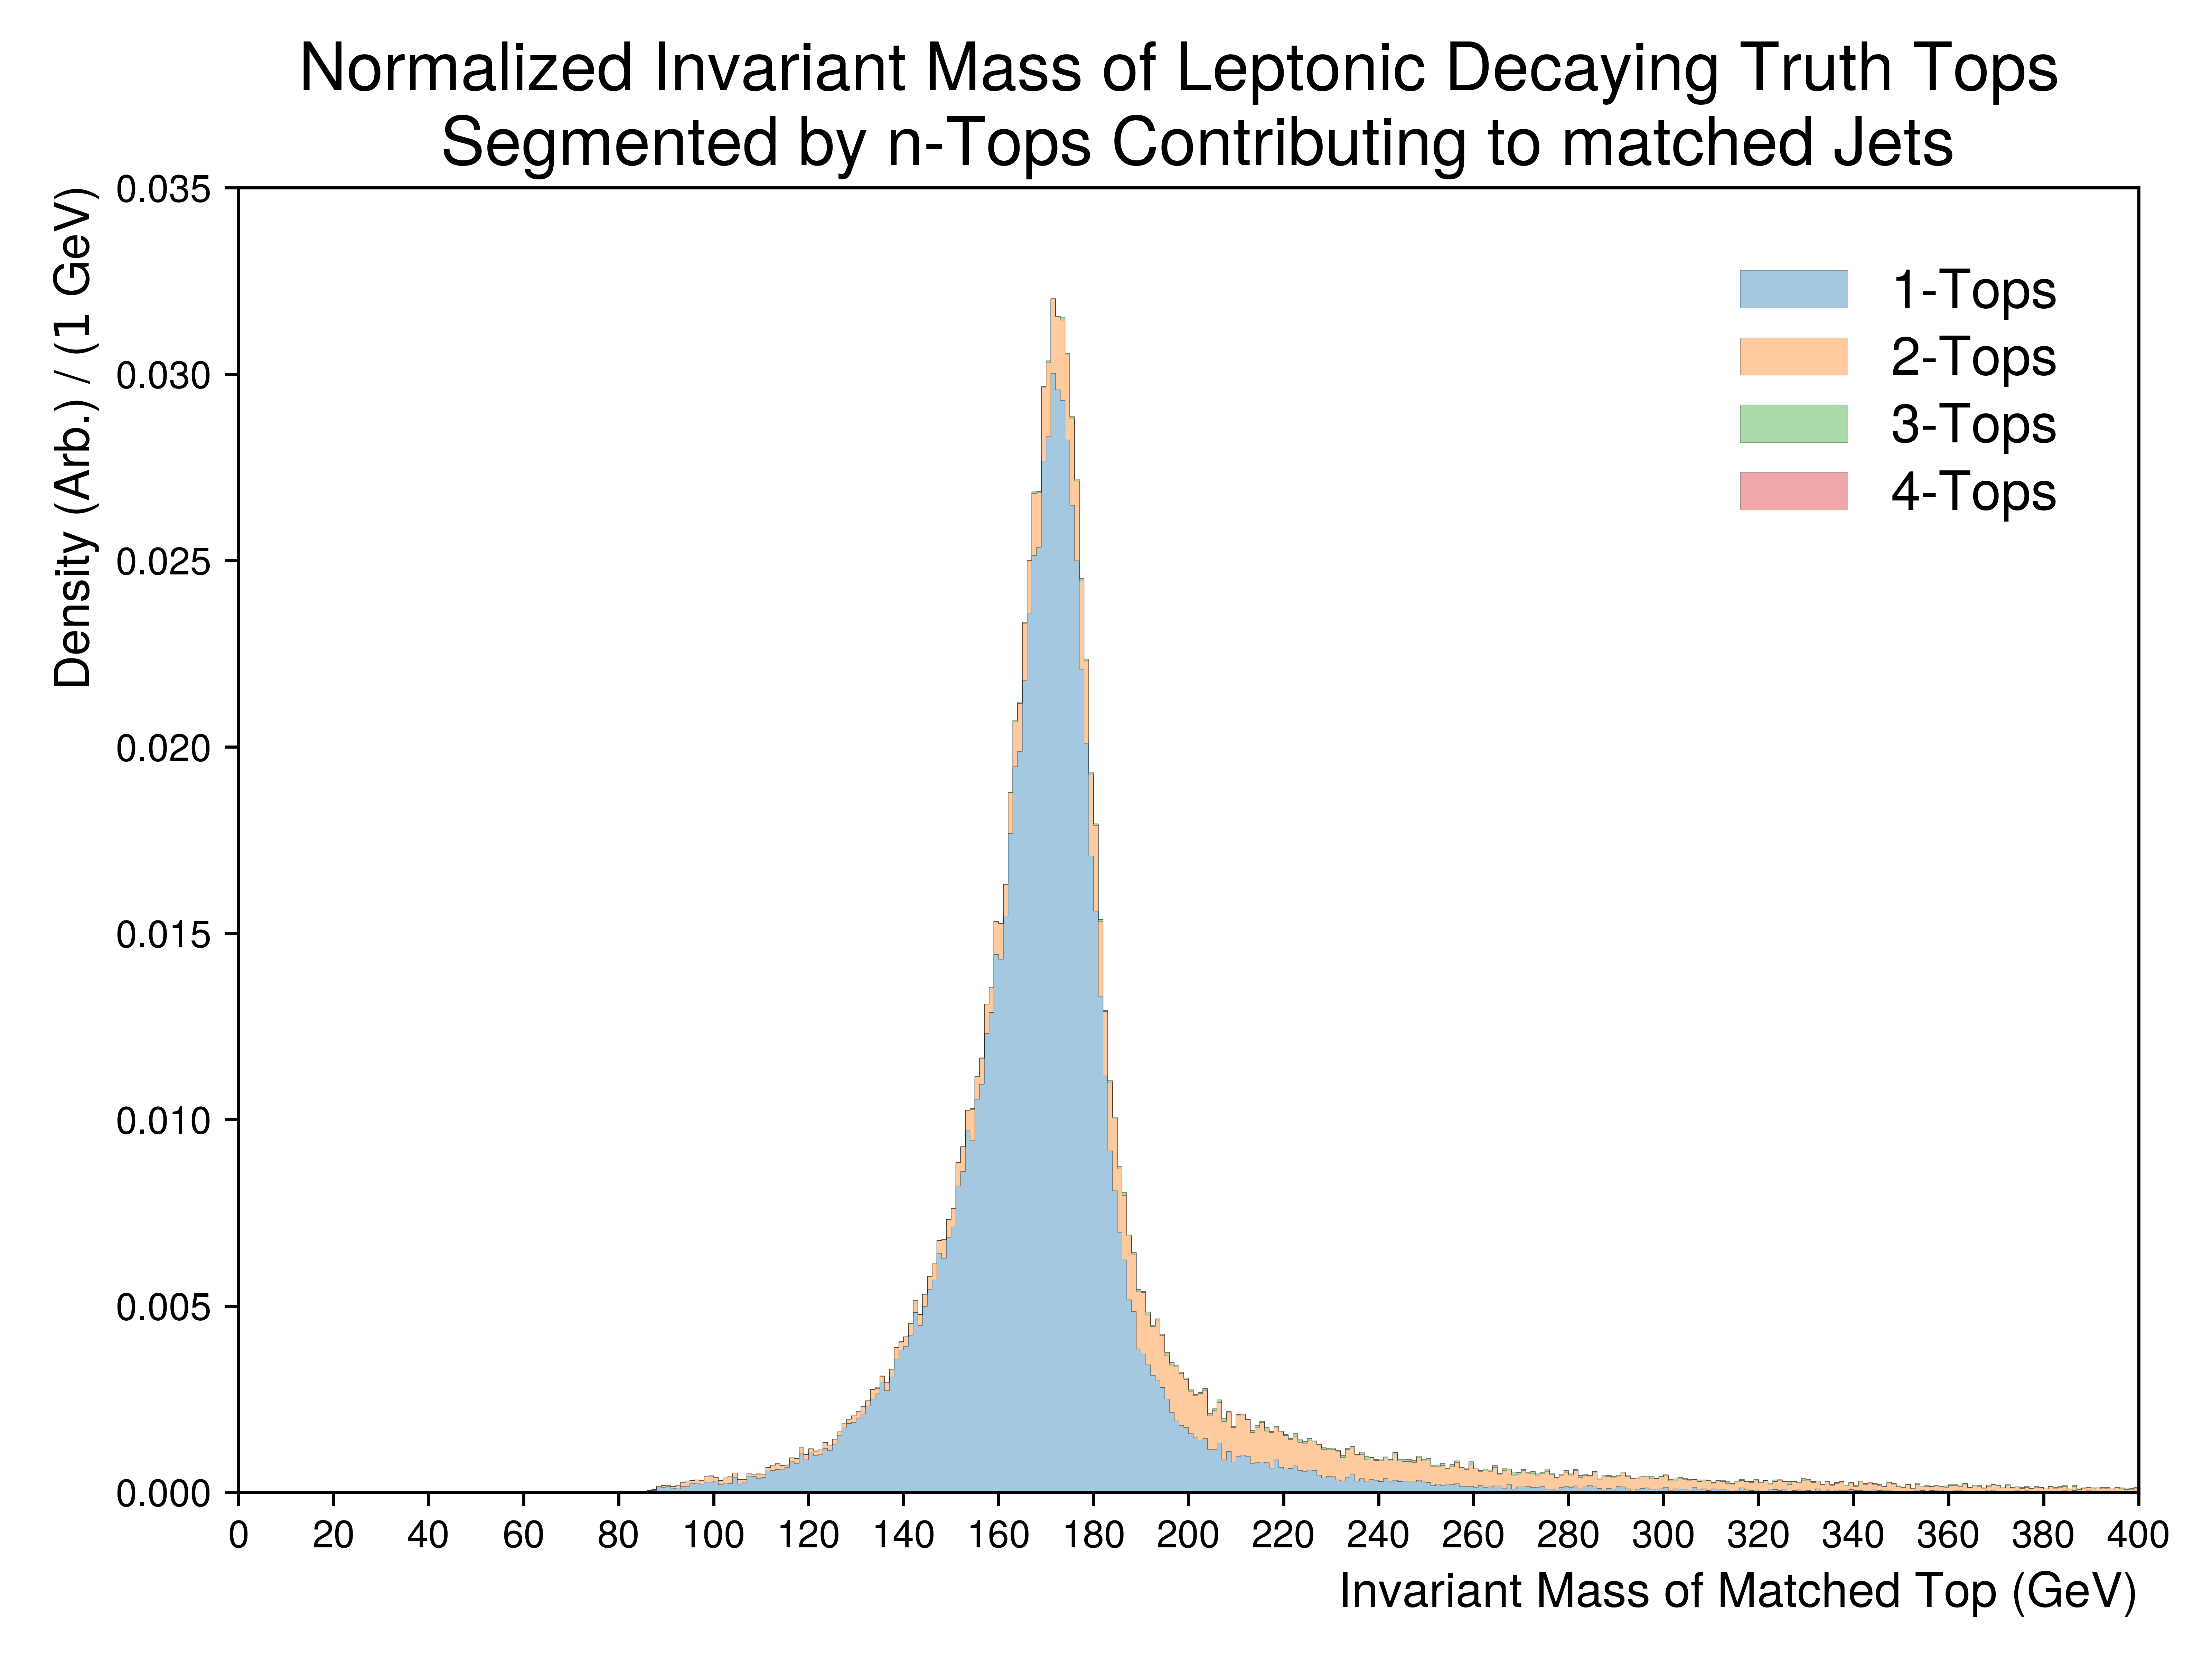 Normalized Invariant Mass of Leptonic Decaying Truth Tops
Segmented by n-Tops Contributing to matched Jets
Density (Arb.) / (1 GeV)
0.035
0.030
0.025
0.020
0.015
0.010
0.005
0.000
1-Tops
2-Tops
3-Tops
4-Tops
0 20 40 60 80 100 120 140 160 180 200 220 240 260 280 300 320 340 360 380 400
Invariant Mass of Matched Top (GeV)